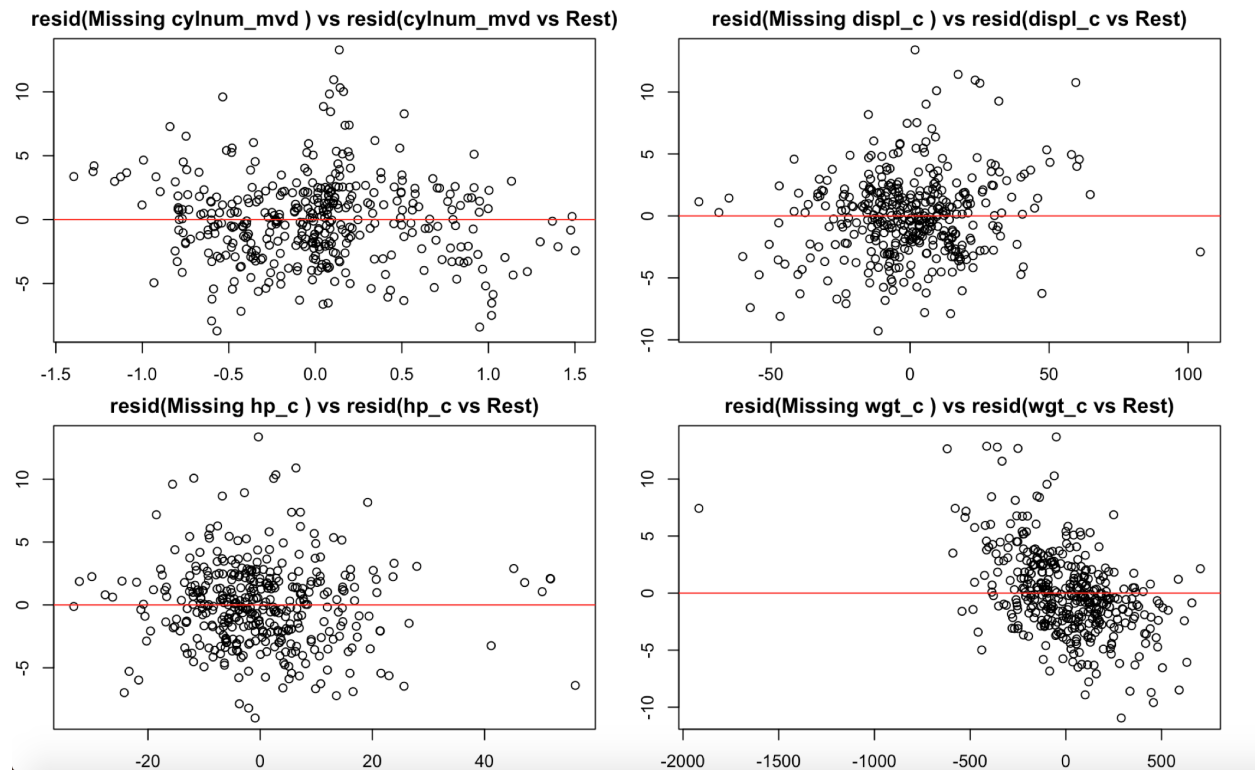 resid(Missing cylnum_mvd ) vs resid(cylnum_mvd vs Rest)
10
5
0
-5
-1.5 -1.0 -0.5 0.0 0.5 1.0 1.5
resid(Missing displ_c ) vs resid(displ_c vs Rest)
10
5
0
-5
-10
-50 0 50 100
resid(Missing hp_c ) vs resid(hp_c vs Rest)
10
5
0
-5
-20 0 20 40
resid(Missing wgt_c ) vs resid(wgt_c vs Rest)
10
5
0
-5
-10
-2000 -1500 -1000 -500 0 500